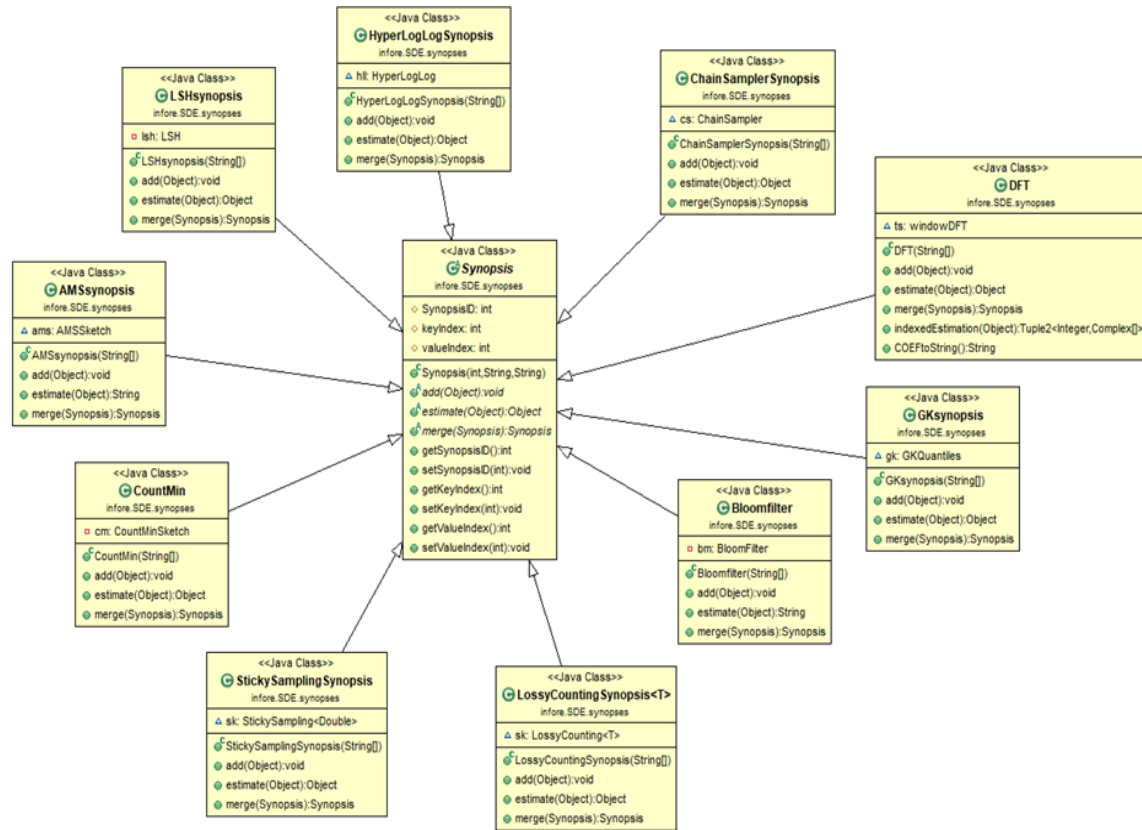 <<Java Class>>
HyperLogLogSynopsis
infore.SDE.synopses
hll: HyperLogLog
HyperLogLogSynopsis(String[])
add(Object):void
estimate(Object):Object
merge(Synopsis):Synopsis
<<Java Class>>
LSHsynopsis
infore.SDE.synopses
lsh: LSH
LSHsynopsis(String[])
add(Object):void
estimate(Object):Object
merge(Synopsis):Synopsis
<<Java Class>>
ChainSamplerSynopsis
infore.SDE.synopses
cs: ChainSampler
ChainSamplerSynopsis(String[])
add(Object):void
estimate(Object):Object
merge(Synopsis):Synopsis
<<Java Class>>
DFT
infore.SDE.synopses
ts: windowDFT
DFT(String[])
add(Object):void
estimate(Object):Object
merge(Synopsis):Synopsis
indexedEstimation(Object):Tuple2<Integer,Complex[]>
COEFtoString():String
<<Java Class>>
Synopsis
infore.SDE.synopses
SynopsisID: int
keyIndex: int
valueIndex: int
Synopsis(int,String,String)
add(Object):void
estimate(Object):Object
merge(Synopsis):Synopsis
getSynopsisID():int
setSynopsisID(int):void
getKeyIndex():int
setKeyIndex(int):void
getValueIndex():int
setValueIndex(int):void
<<Java Class>>
AMSsynopsis
infore.SDE.synopses
ams: AMSSketch
AMSsynopsis(String[])
add(Object):void
estimate(Object):String
merge(Synopsis):Synopsis
<<Java Class>>
GKsynopsis
infore.SDE.synopses
gk: GKQuantiles
GKsynopsis(String[])
add(Object):void
estimate(Object):Object
merge(Synopsis):Synopsis
<<Java Class>>
CountMin
infore.SDE.synopses
cm: CountMinSketch
CountMin(String[])
add(Object):void
estimate(Object):Object
merge(Synopsis):Synopsis
<<Java Class>>
Bloomfilter
infore.SDE.synopses
bm: BloomFilter
Bloomfilter(String[])
add(Object):void
estimate(Object):String
merge(Synopsis):Synopsis
<<Java Class>>
StickySamplingSynopsis
infore.SDE.synopses
sk: StickySampling<Double>
StickySamplingSynopsis(String[])
add(Object):void
estimate(Object):Object
merge(Synopsis):Synopsis
<<Java Class>>
LossyCountingSynopsis<T>
infore.SDE.synopses
sk: LossyCounting<T>
LossyCountingSynopsis(String[])
add(Object):void
estimate(Object):Object
merge(Synopsis):Synopsis